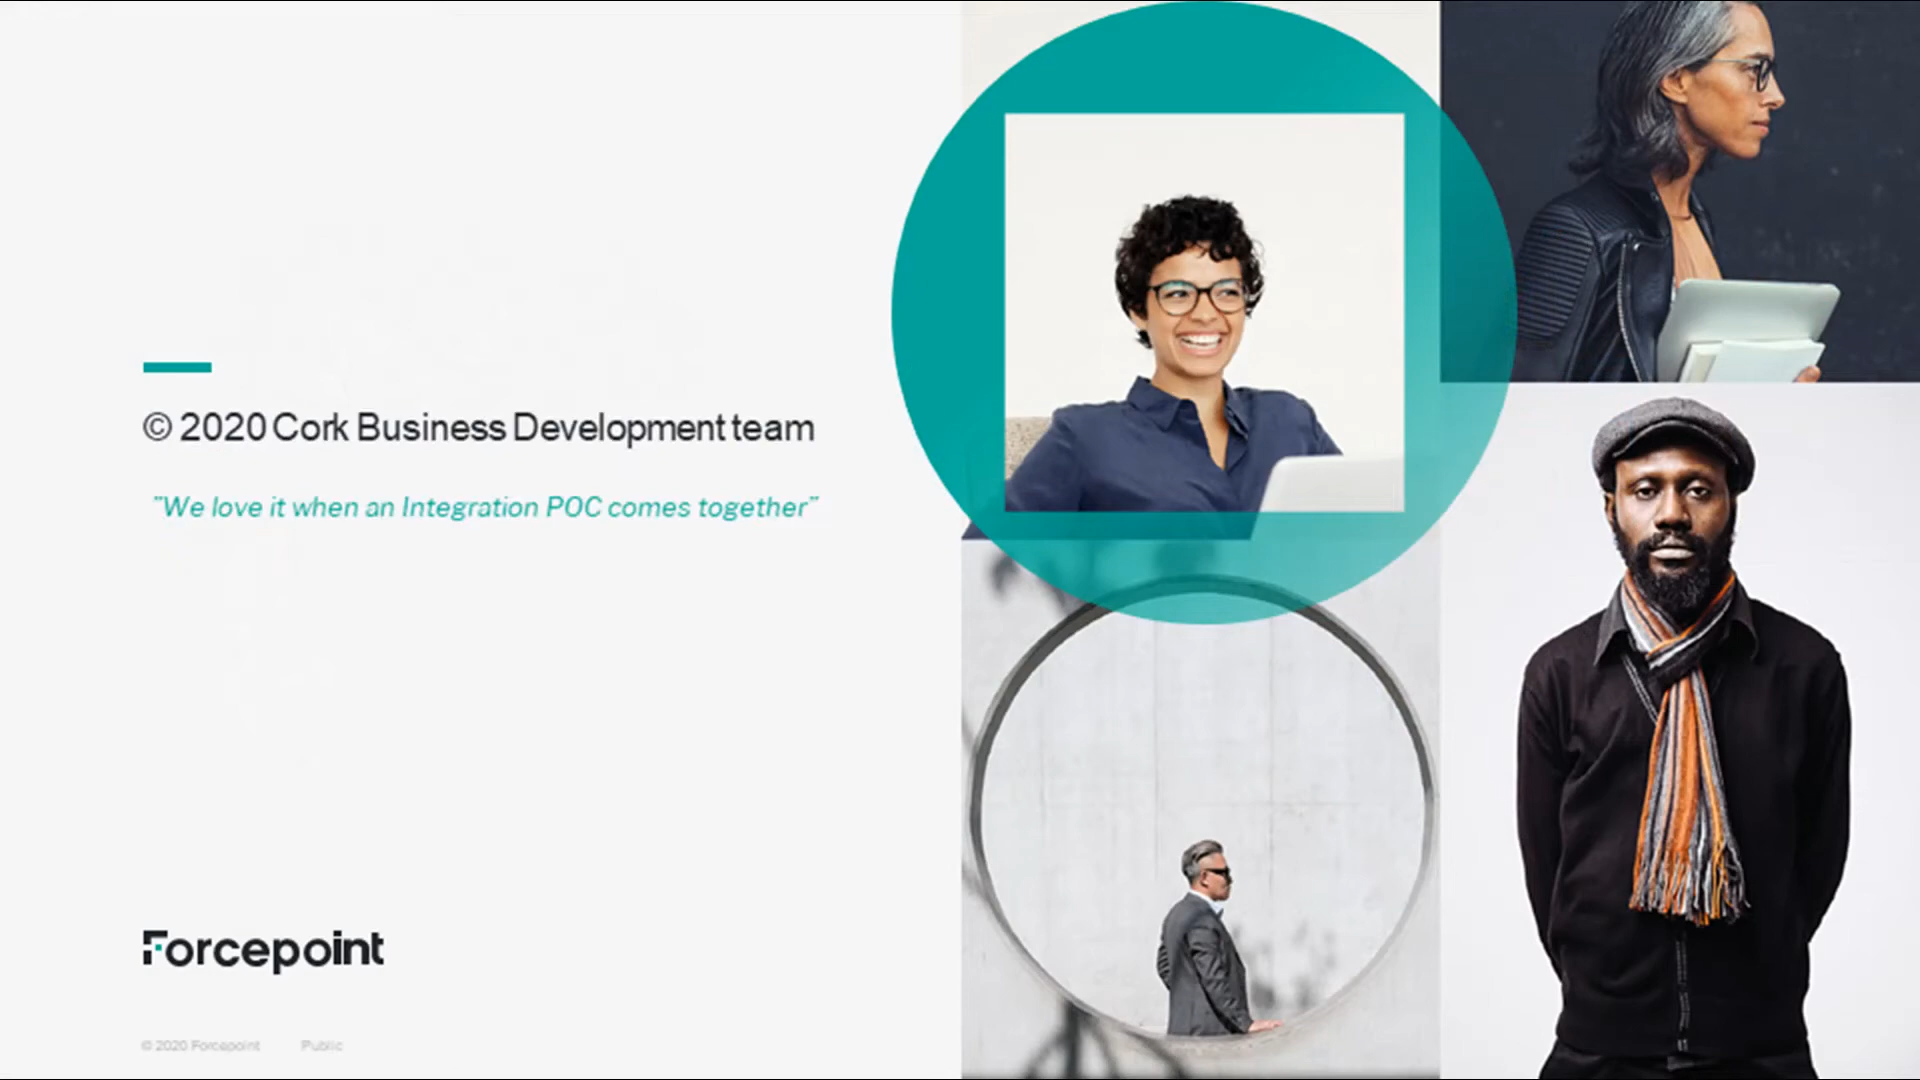 © 2020 Cork Business Development team
"We love it when an Integration POC comes together"
Forcepoint
© 2020 Forcepoint Public